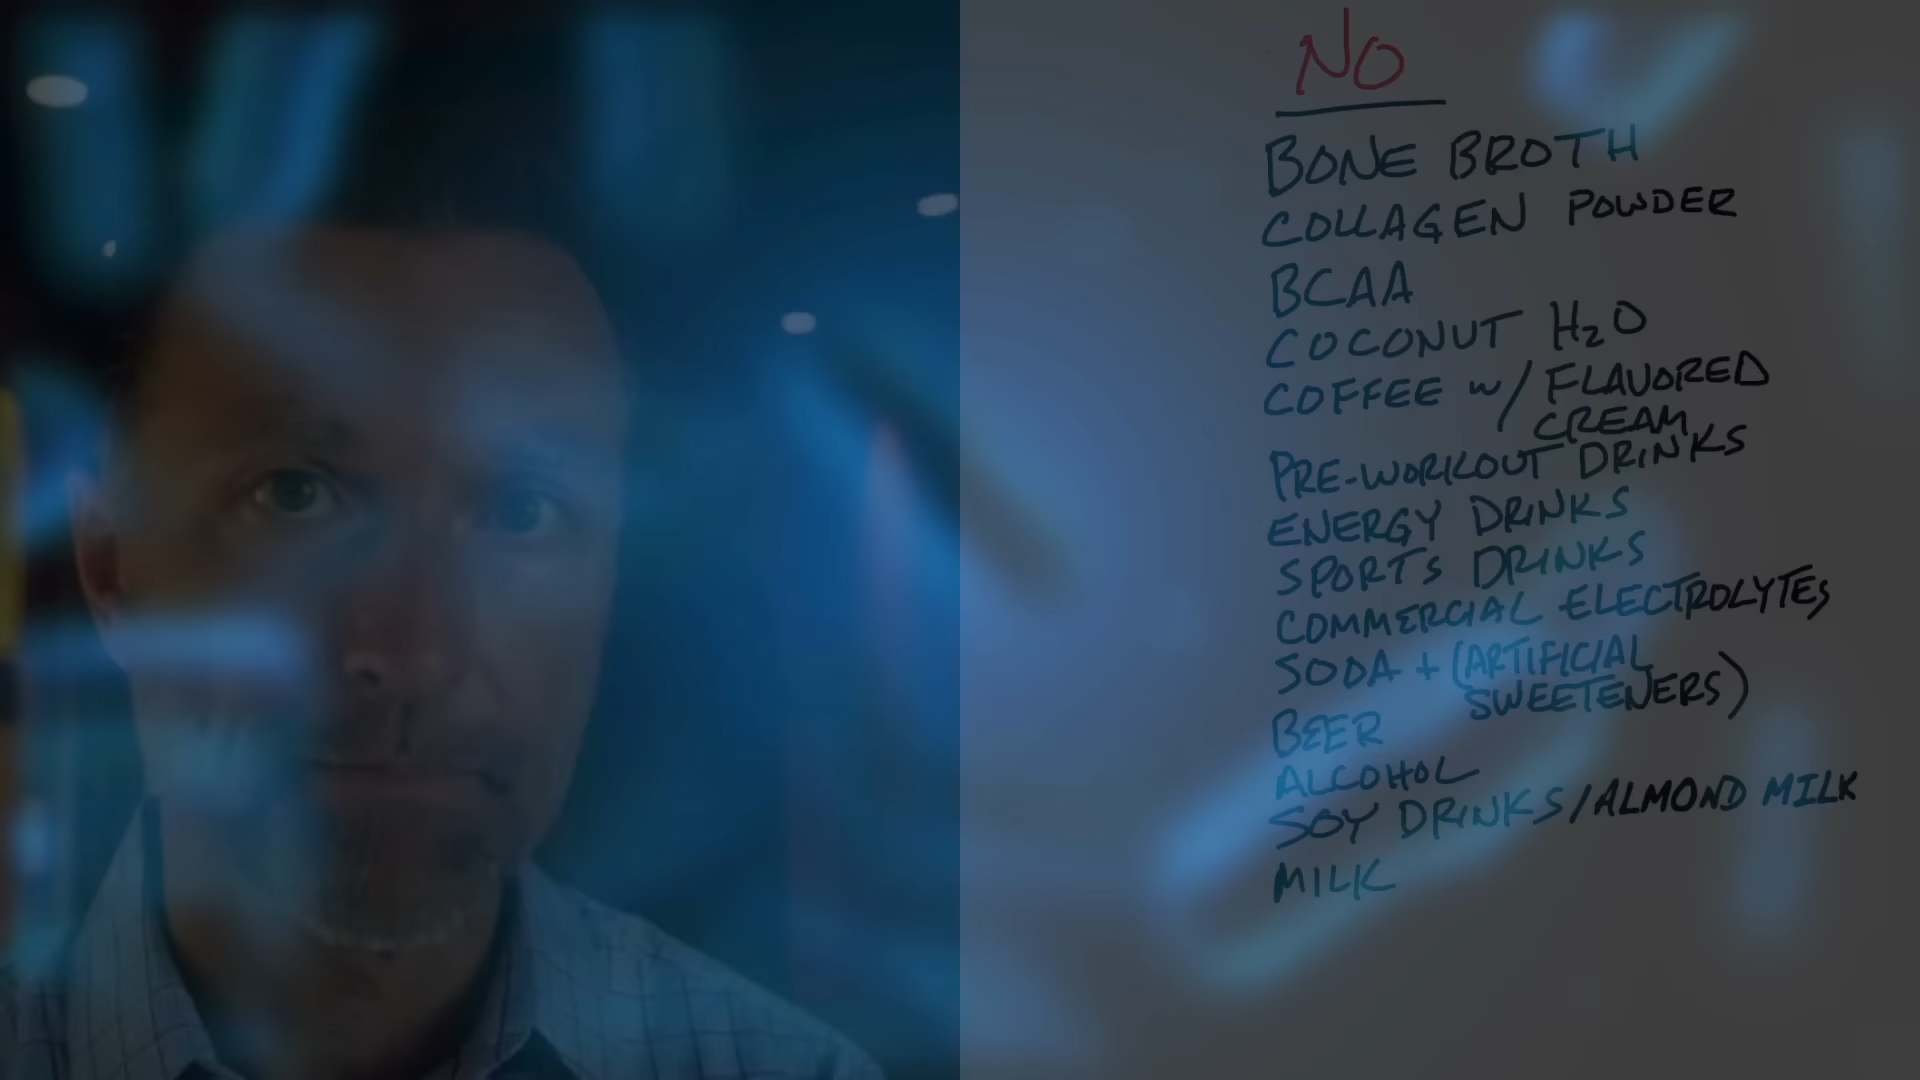 NO
BONE BROTH
COLLAGEN POWDER
BCAA
COCONUT H₂O
COFFEE w/ FLAVORED
CREAM
PRE-WORKOUT DRINKS
ENERGY DRINKS
SPORTS DRINKS
COMMERCIAL ELECTROLYTES
SODA + (ARTIFICIAL
SWEETENERS)
BEER
ALCOHOL
SOY DRINKS/ALMOND MILK
MILK